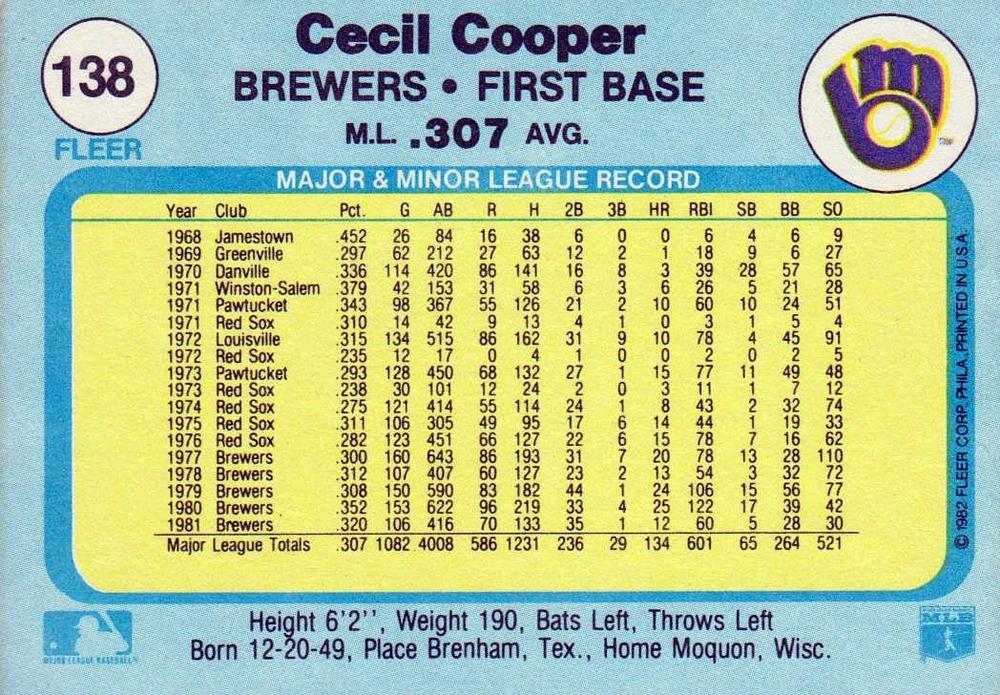 138
FLEER
Cecil Cooper
BREWERS • FIRST BASE
M.L. .307 AVG.
MAJOR & MINOR LEAGUE RECORD
Year Club Pct. G AB R H 2B 3B HR RBI SB BB SO
1968 Jamestown .452 26 84 16 38 6 0 0 6 4 6 9
1969 Greenville .297 62 212 27 63 12 2 1 18 9 6 27
1970 Danville .336 114 420 86 141 16 8 3 39 28 57 65
1971 Winston-Salem .379 42 153 31 58 6 3 6 26 5 21 28
1971 Pawtucket .343 98 367 55 126 21 2 10 60 10 24 51
1971 Red Sox .310 14 42 9 13 4 1 0 3 1 5 4
1972 Louisville .315 134 515 86 162 31 9 10 78 4 45 91
1972 Red Sox .235 12 17 0 4 1 0 0 2 0 2 5
1973 Pawtucket .293 128 450 68 132 27 1 15 77 11 49 48
1973 Red Sox .238 30 101 12 24 2 0 3 11 1 7 12
1974 Red Sox .275 121 414 55 114 24 1 8 43 2 32 74
1975 Red Sox .311 106 305 49 95 17 6 14 44 1 19 33
1976 Red Sox .282 123 451 66 127 22 6 15 78 7 16 62
1977 Brewers .300 160 643 86 193 31 7 20 78 13 28 110
1978 Brewers .312 107 407 60 127 23 2 13 54 3 32 72
1979 Brewers .308 150 590 83 182 44 1 24 106 15 56 77
1980 Brewers .352 153 622 96 219 33 4 25 122 17 39 42
1981 Brewers .320 106 416 70 133 35 1 12 60 5 28 30
Major League Totals .307 1082 4008 586 1231 236 29 134 601 65 264 521
© 1982 FLEER CORP. PHILA. PRINTED IN U.S.A.
Height 6'2'', Weight 190, Bats Left, Throws Left
Born 12-20-49, Place Brenham, Tex., Home Moquon, Wisc.
MAJOR LEAGUE BASEBALL
MLB